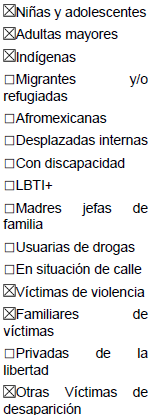 ☒Niñas y adolescentes
☒Adultas mayores
☒Indígenas
☐Migrantes y/o
refugiadas
☐Afromexicanas
☐Desplazadas internas
☐Con discapacidad
☐LBTI+
☐Madres jefas de
familia
☐Usuarias de drogas
☐En situación de calle
☒Víctimas de violencia
☒Familiares de
víctimas
☐Privadas de la
libertad
☒Otras Víctimas de
desaparición